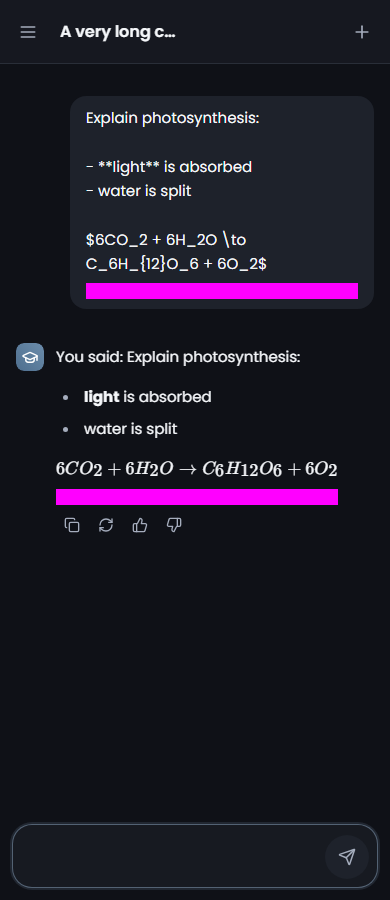 A very long c...
Explain photosynthesis:
- **light** is absorbed
- water is split
$6CO_2 + 6H_2O \to
C_6H_{12}O_6 + 6O_2$
You said: Explain photosynthesis:
• light is absorbed
• water is split
6CO2 + 6H2O → C6H12O6 + 6O2